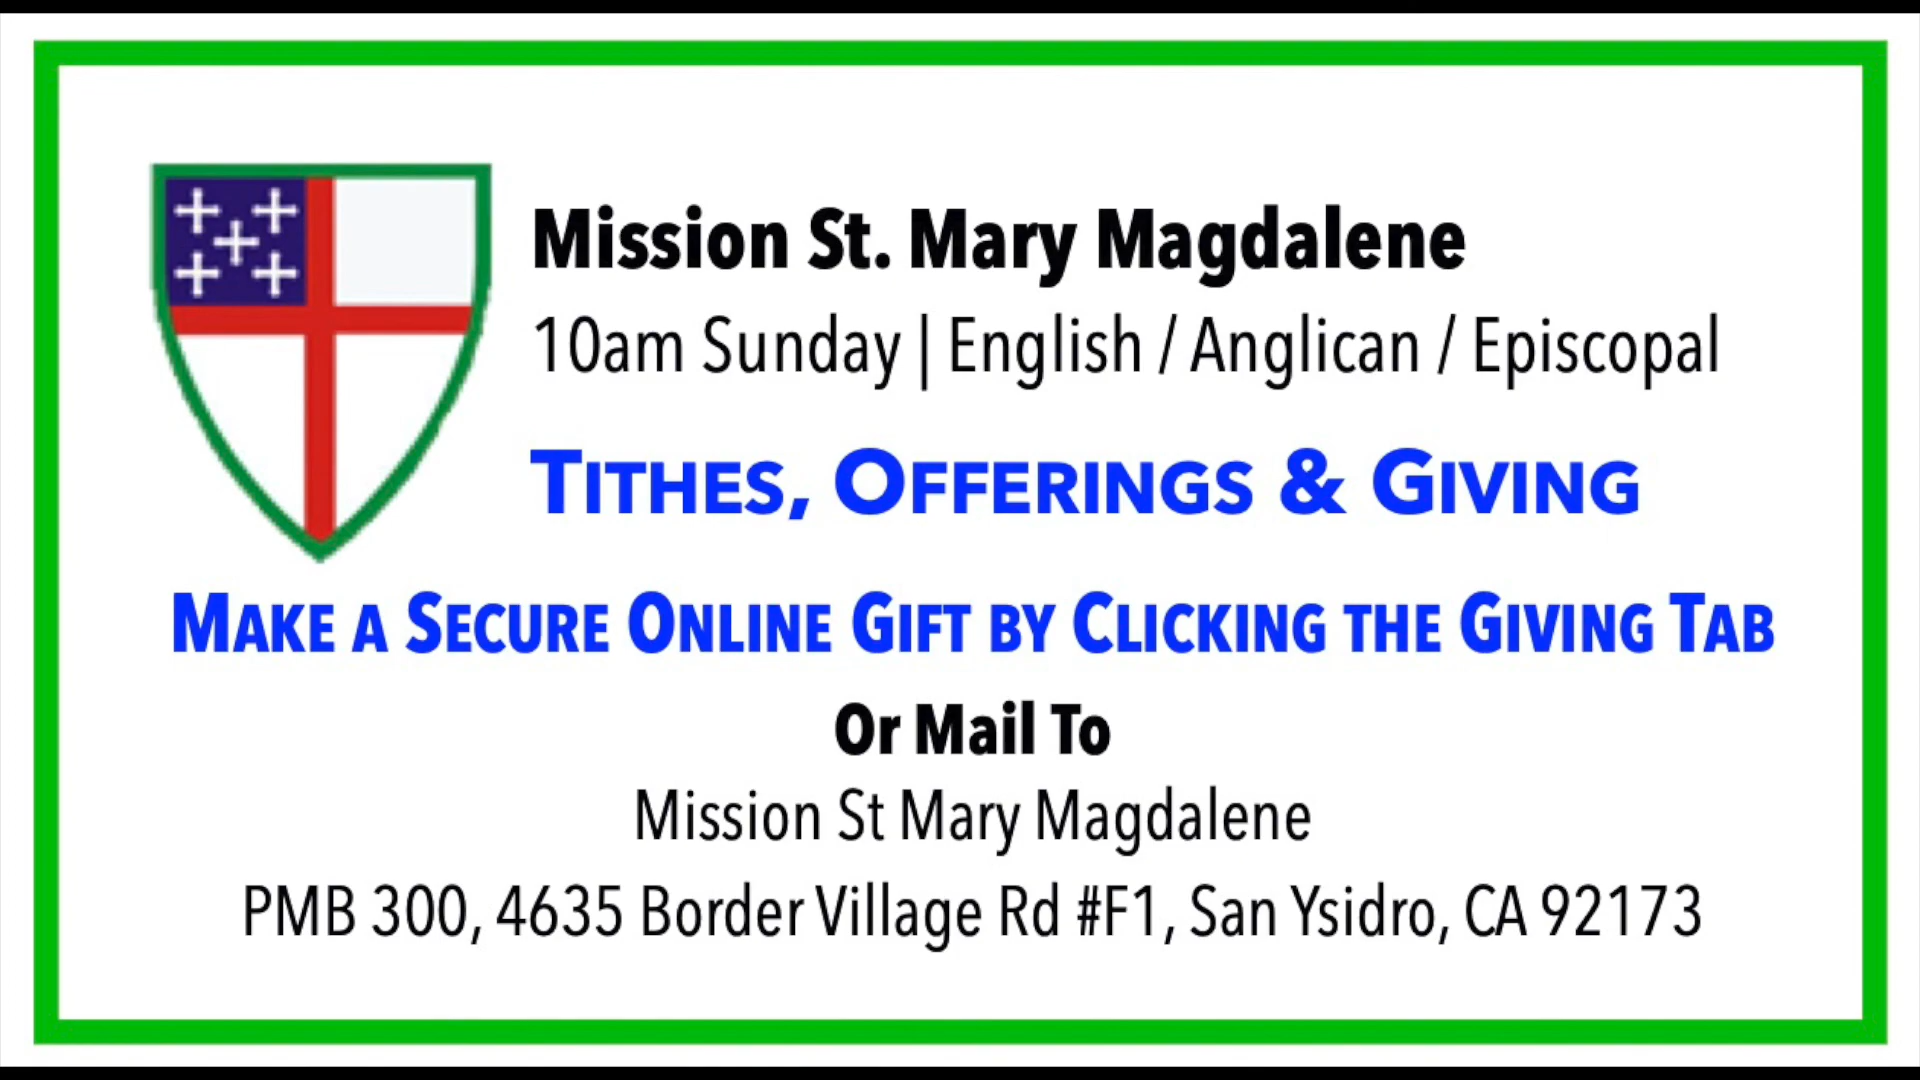 Mission St. Mary Magdalene
10am Sunday | English / Anglican / Episcopal
TITHES, OFFERINGS & GIVING
MAKE A SECURE ONLINE GIFT BY CLICKING THE GIVING TAB
Or Mail To
Mission St Mary Magdalene
PMB 300, 4635 Border Village Rd #F1, San Ysidro, CA 92173